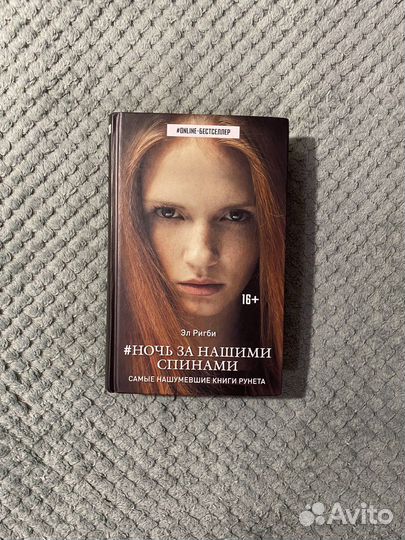 #ONLINE-БЕСТСЕЛЛЕР
16+
Эл Ригби
#НОЧЬ ЗА НАШИМИ
СПИНАМИ
САМЫЕ НАШУМЕВШИЕ КНИГИ РУНЕТА
Avito